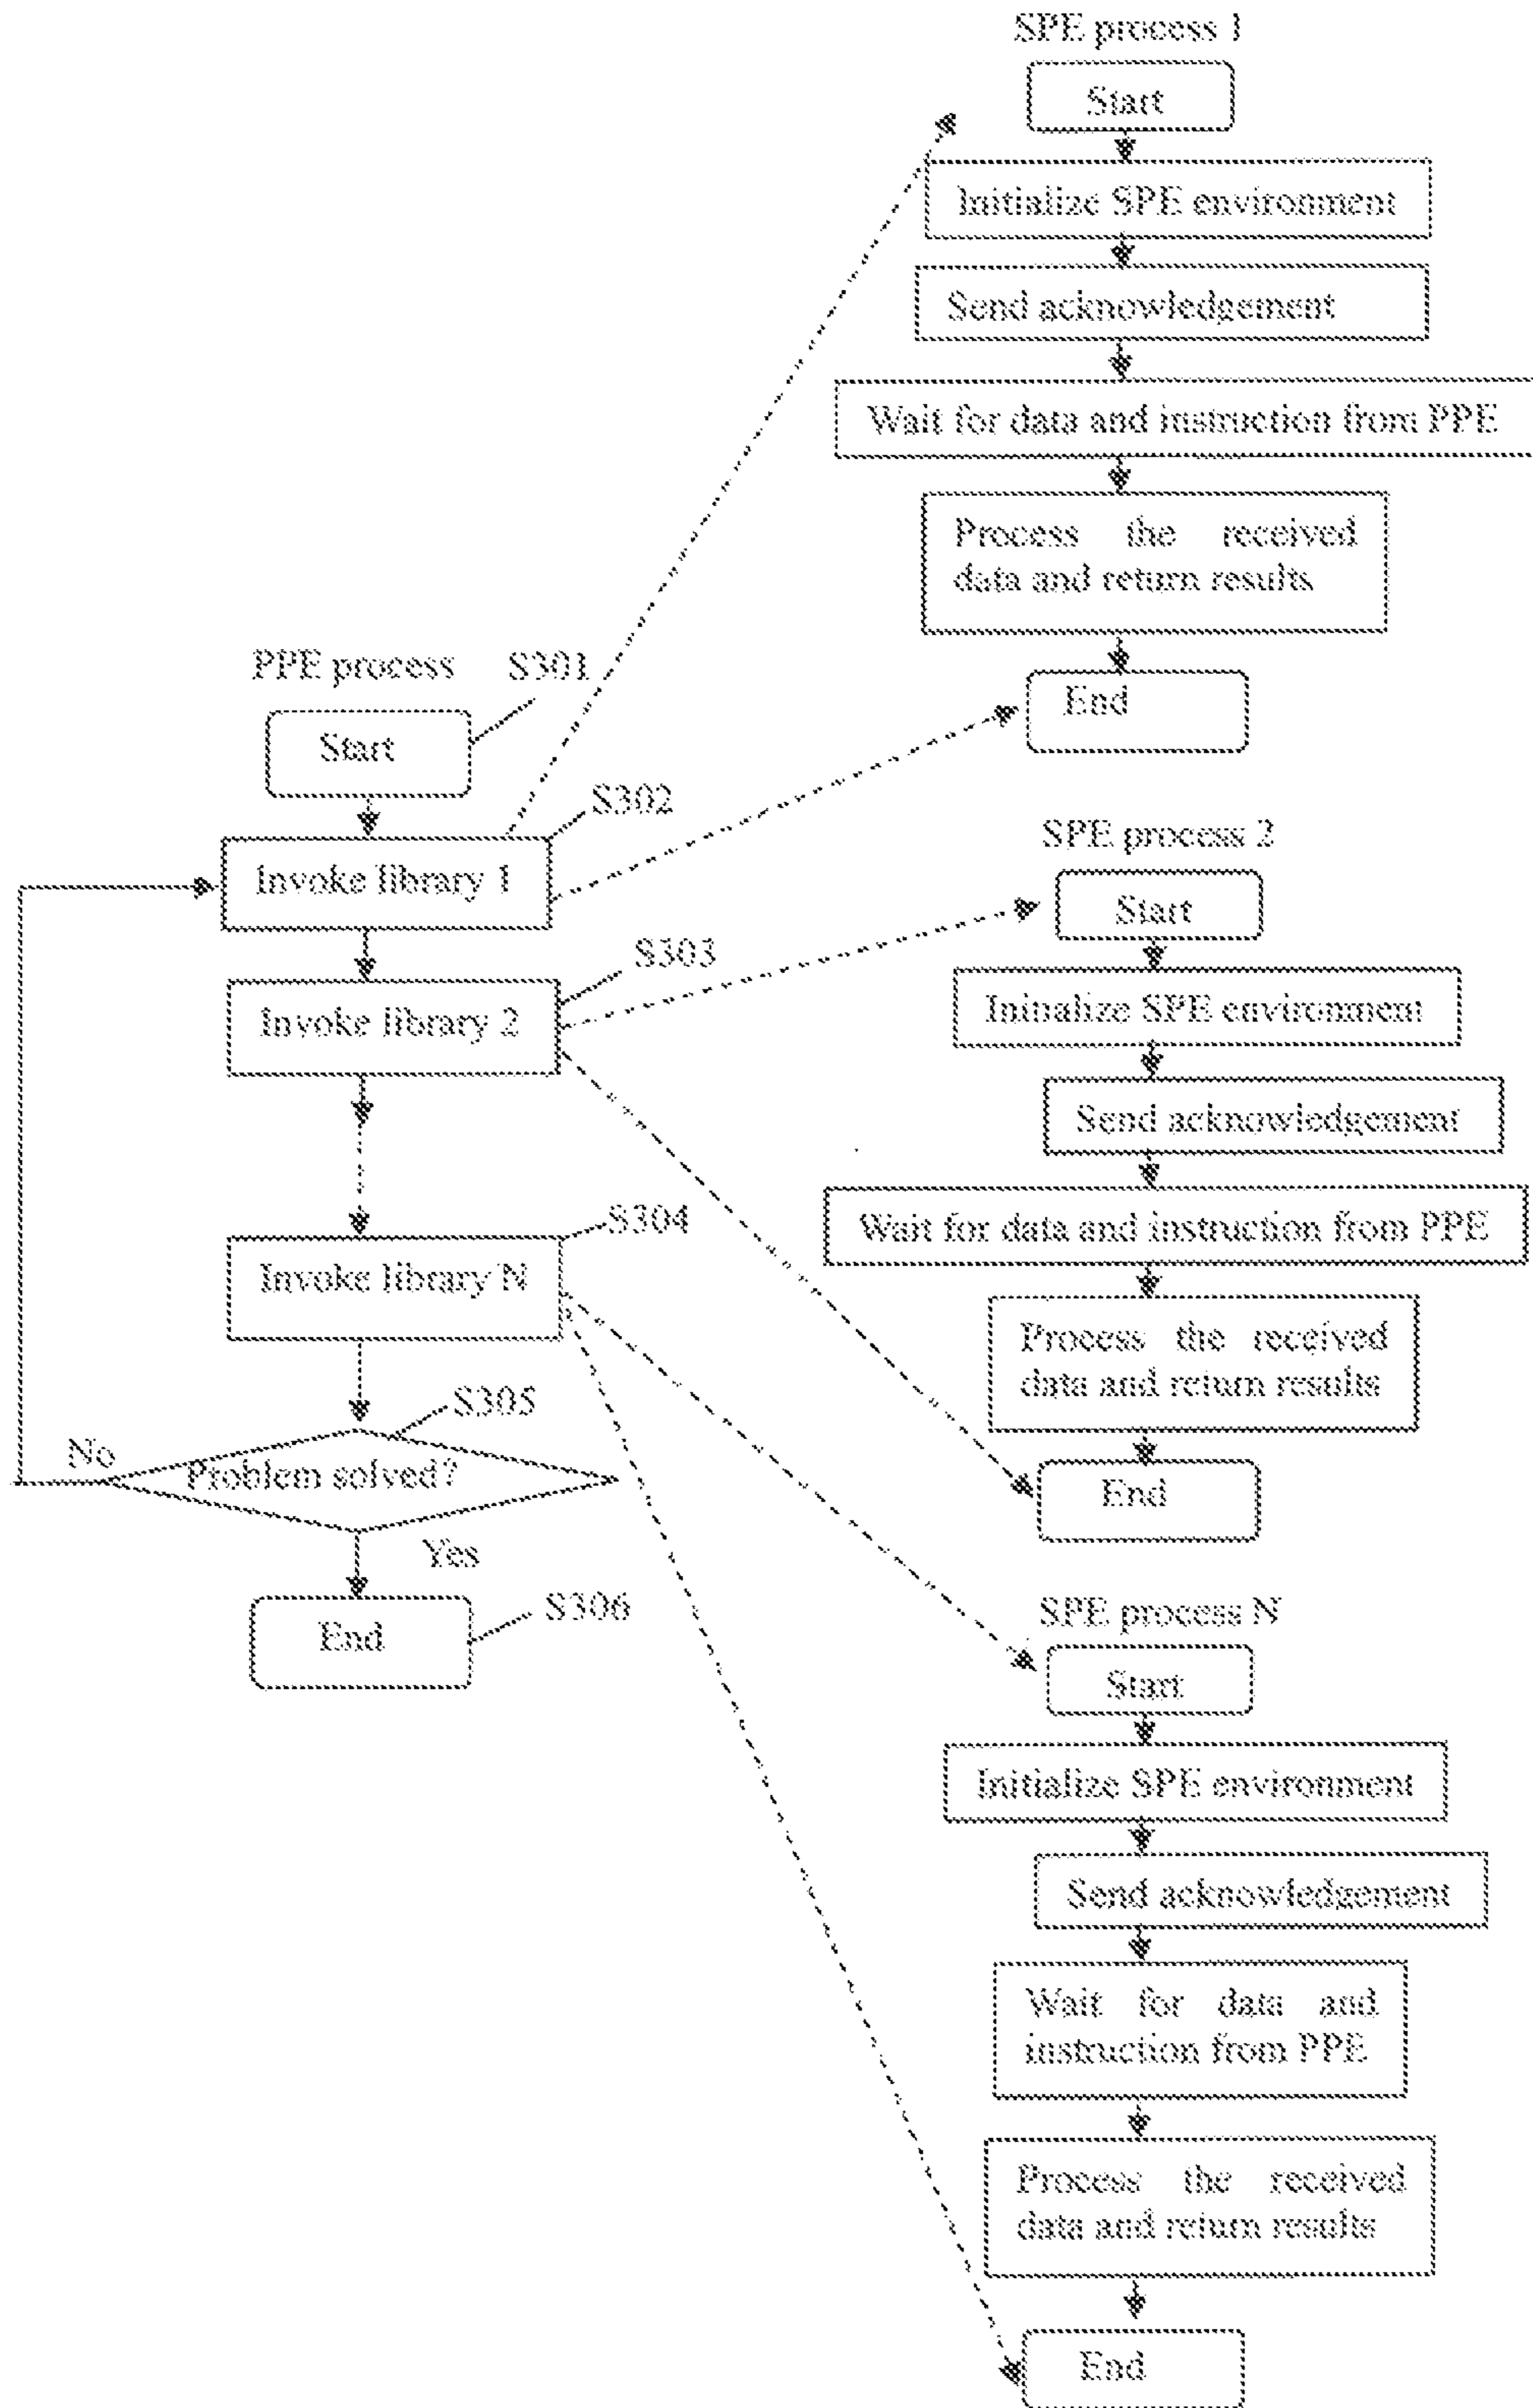 SPE process 1
Start
Initialize SPE environment
Send acknowledgement
Wait for data and instruction from PPE
Process the received
data and return results
End
PPE process
S301
Start
S302
Invoke library 1
S303
Invoke library 2
S304
Invoke library N
S305
Problem solved?
No
Yes
End
S306
SPE process 2
Start
Initialize SPE environment
Send acknowledgement
Wait for data and instruction from PPE
Process the received
data and return results
End
SPE process N
Start
Initialize SPE environment
Send acknowledgement
Wait for data and
instruction from PPE
Process the received
data and return results
End